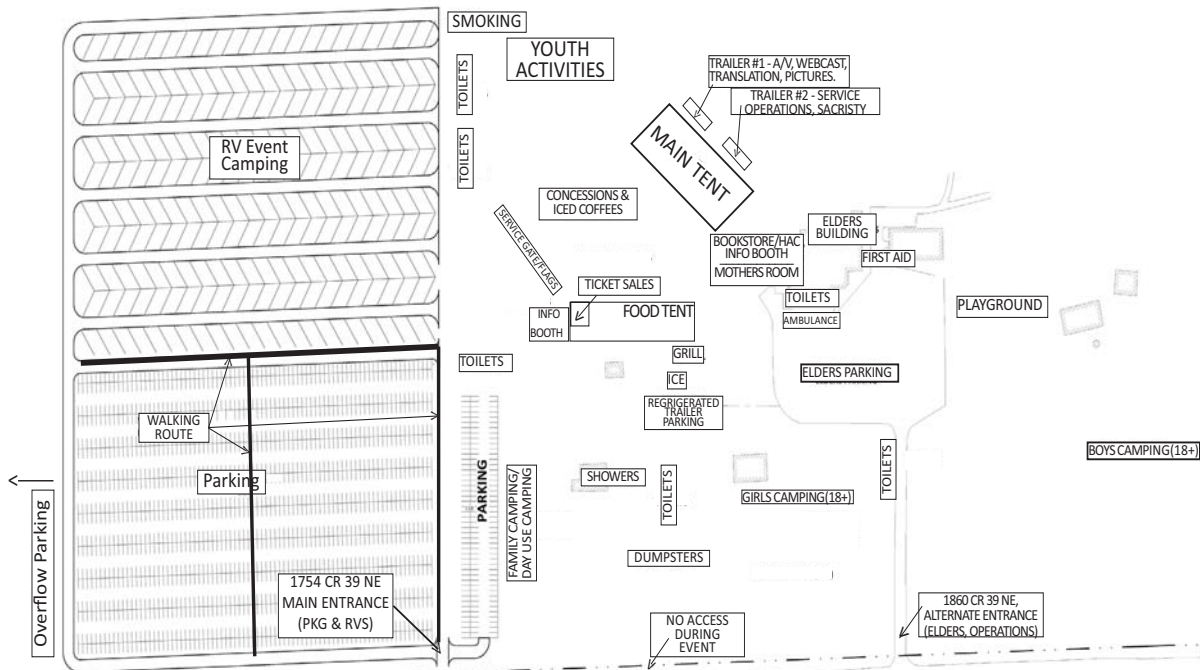 SMOKING
YOUTH
ACTIVITIES
TOILETS
TRAILER #1 - A/V, WEBCAST,
TRANSLATION, PICTURES.
TRAILER #2 - SERVICE
OPERATIONS, SACRISTY
MAIN TENT
RV Event
Camping
TOILETS
CONCESSIONS &
ICED COFFEES
SERVICE GATE/FLAGS
BOOKSTORE/HAC
INFO BOOTH
MOTHERS ROOM
ELDERS
BUILDING
FIRST AID
TICKET SALES
INFO
BOOTH
FOOD TENT
TOILETS
AMBULANCE
PLAYGROUND
TOILETS
GRILL
ICE
REGRIGERATED
TRAILER
PARKING
ELDERS PARKING
WALKING
ROUTE
Parking
PARKING
FAMILY CAMPING/
DAY USE CAMPING
SHOWERS
TOILETS
GIRLS CAMPING(18+)
TOILETS
BOYS CAMPING(18+)
DUMPSTERS
Overflow Parking
1754 CR 39 NE
MAIN ENTRANCE
(PKG & RVS)
NO ACCESS
DURING
EVENT
1860 CR 39 NE,
ALTERNATE ENTRANCE
(ELDERS, OPERATIONS)